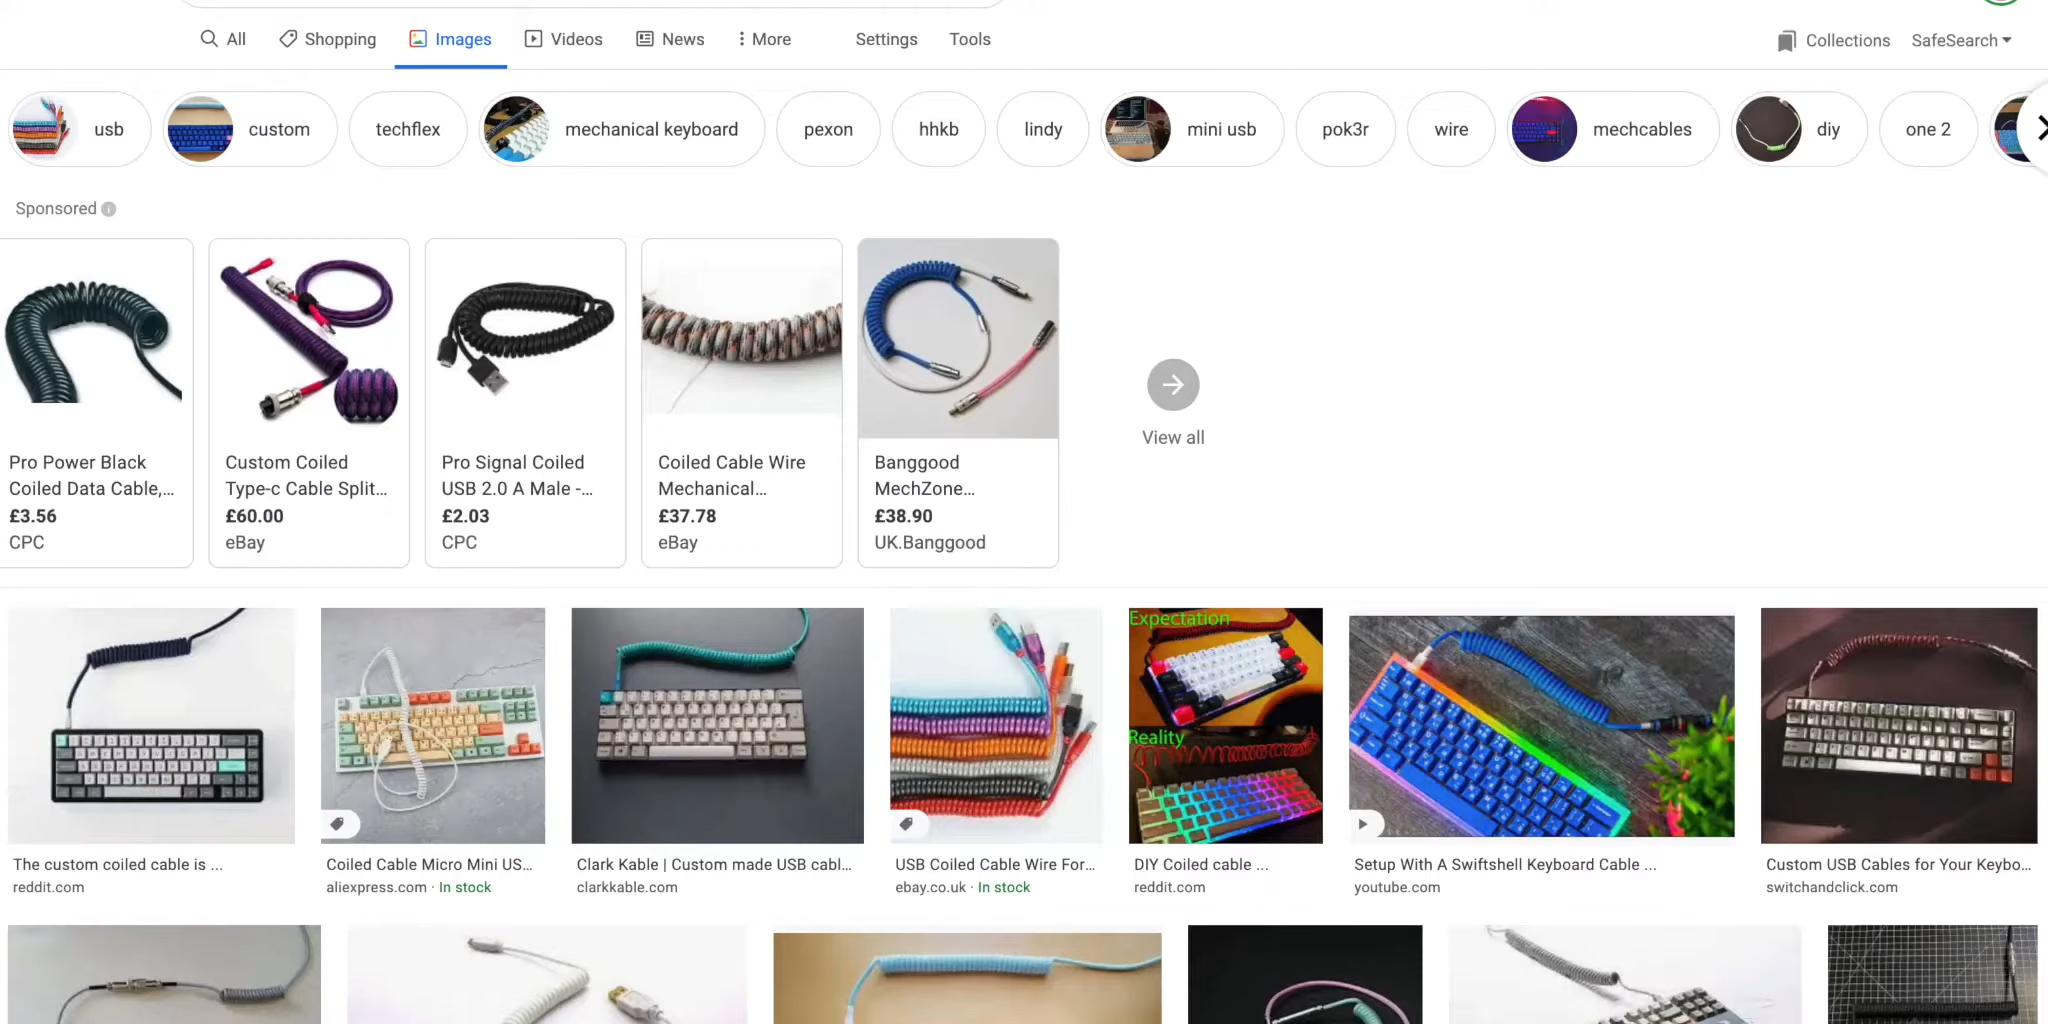 All
Shopping
Images
Videos
News
More
Settings
Tools
Collections
SafeSearch
usb
custom
techflex
mechanical keyboard
pexon
hhkb
lindy
mini usb
pok3r
wire
mechcables
diy
one 2
Sponsored
Pro Power Black
Coiled Data Cable,...
£3.56
CPC
Custom Coiled
Type-c Cable Split...
£60.00
eBay
Pro Signal Coiled
USB 2.0 A Male -...
£2.03
CPC
Coiled Cable Wire
Mechanical...
£37.78
eBay
Banggood
MechZone...
£38.90
UK.Banggood
View all
Expectation
Reality
The custom coiled cable is ...
reddit.com
Coiled Cable Micro Mini US...
aliexpress.com · In stock
Clark Kable | Custom made USB cabl...
clarkkable.com
USB Coiled Cable Wire For...
ebay.co.uk · In stock
DIY Coiled cable ...
reddit.com
Setup With A Swiftshell Keyboard Cable ...
youtube.com
Custom USB Cables for Your Keybo...
switchandclick.com